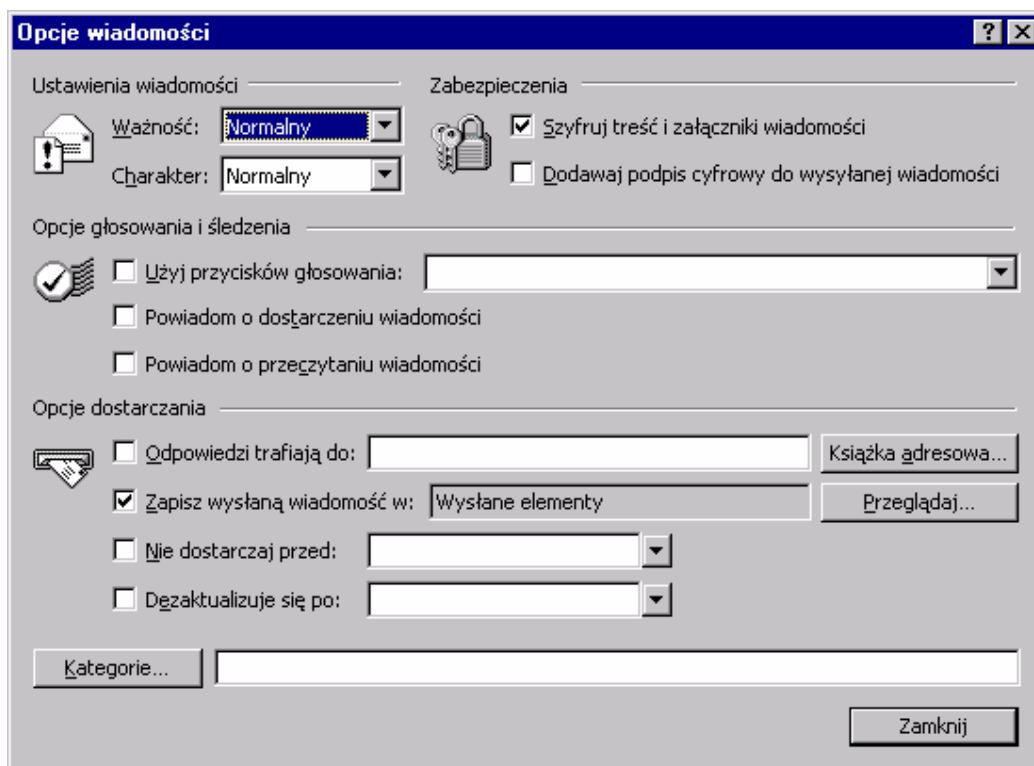 Opcje wiadomości
Ustawienia wiadomości
Zabezpieczenia
Ważność: Normalny
Szyfruj treść i załączniki wiadomości
Charakter: Normalny
Dodawaj podpis cyfrowy do wysyłanej wiadomości
Opcje głosowania i śledzenia
Użyj przycisków głosowania:
Powiadom o dostarczeniu wiadomości
Powiadom o przeczytaniu wiadomości
Opcje dostarczania
Odpowiedzi trafiają do: Książka adresowa...
Zapisz wysłaną wiadomość w: Wysłane elementy Przeglądaj...
Nie dostarczaj przed:
Dezaktualizuje się po:
Kategorie...
Zamknij